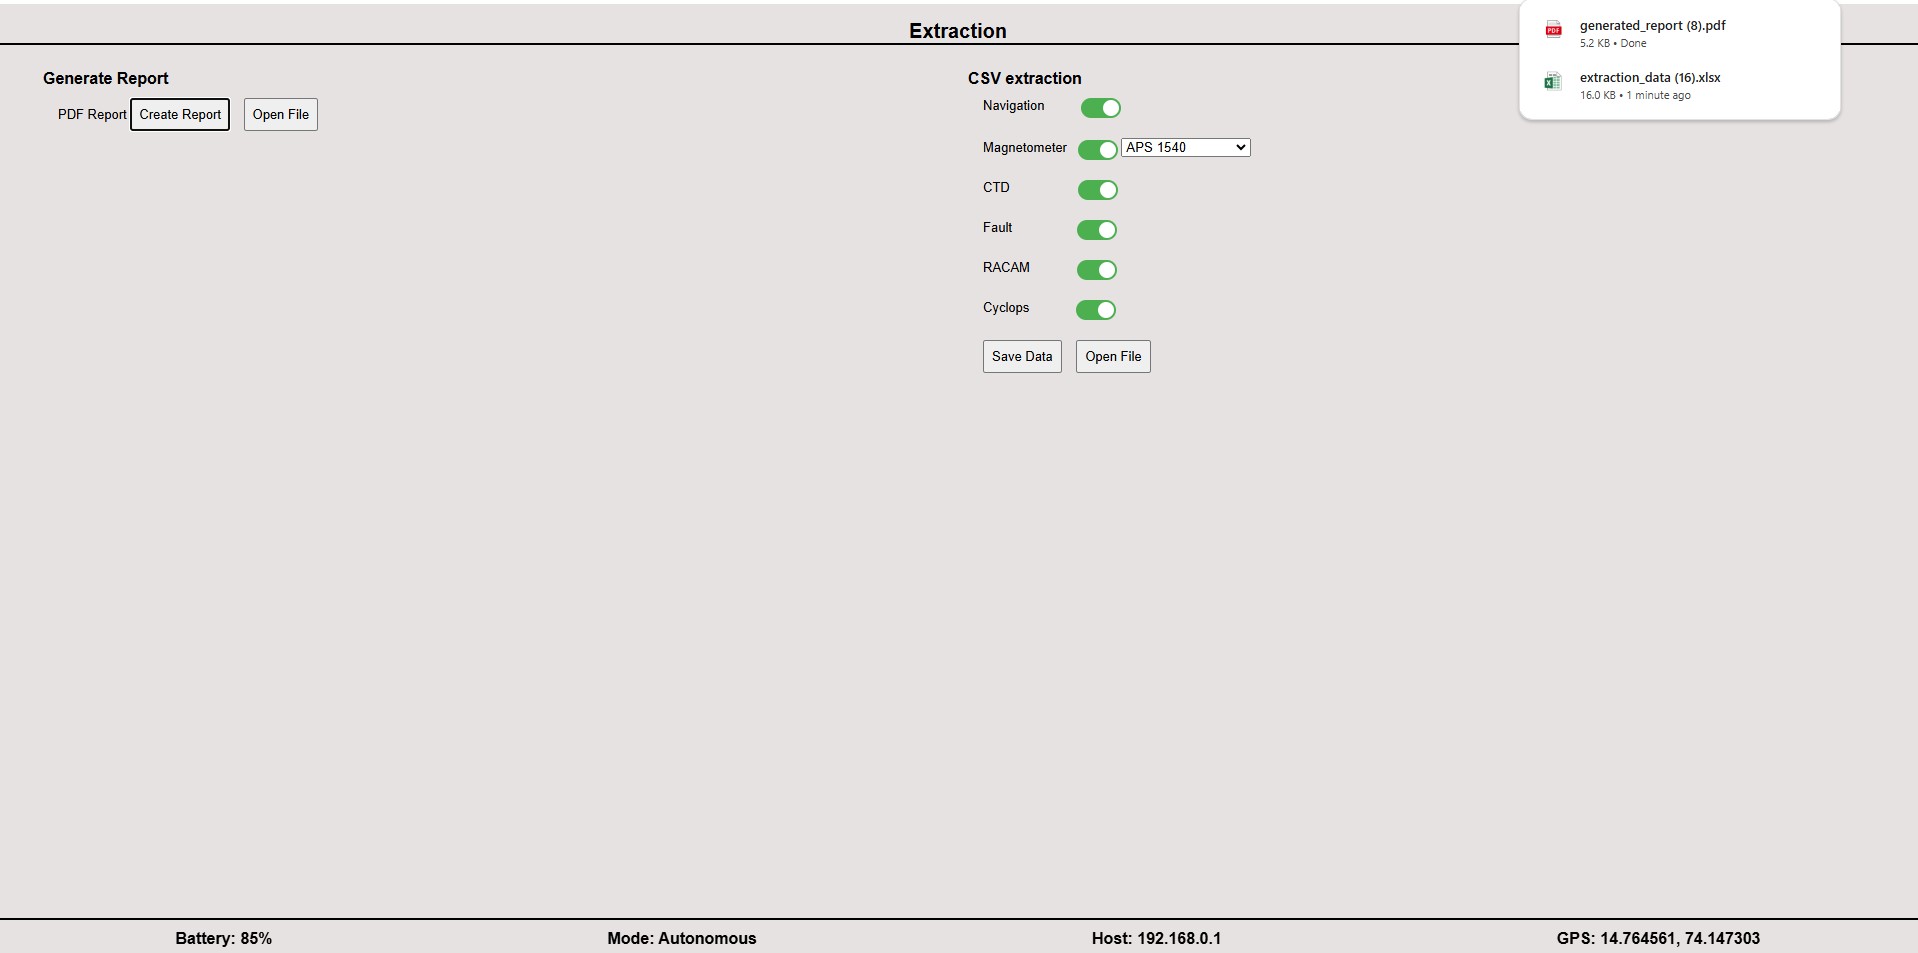 Extraction
generated_report (8).pdf
5.2 KB • Done
extraction_data (16).xlsx
16.0 KB • 1 minute ago
Generate Report
PDF Report Create Report Open File
CSV extraction
Navigation
Magnetometer APS 1540
CTD
Fault
RACAM
Cyclops
Save Data Open File
Battery: 85% Mode: Autonomous Host: 192.168.0.1 GPS: 14.764561, 74.147303